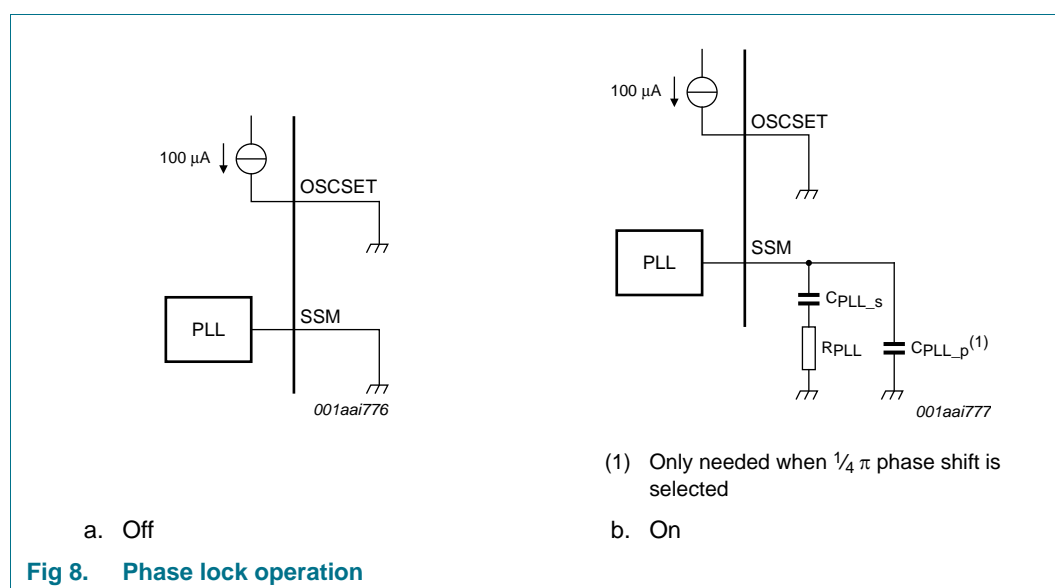 100 μA
OSCSET
PLL
SSM
001aai776
100 μA
OSCSET
PLL
SSM
CPLL_s
RPLL
CPLL_p(1)
001aai777
(1) Only needed when 1⁄4 π phase shift is
selected
a. Off
b. On
Fig 8. Phase lock operation